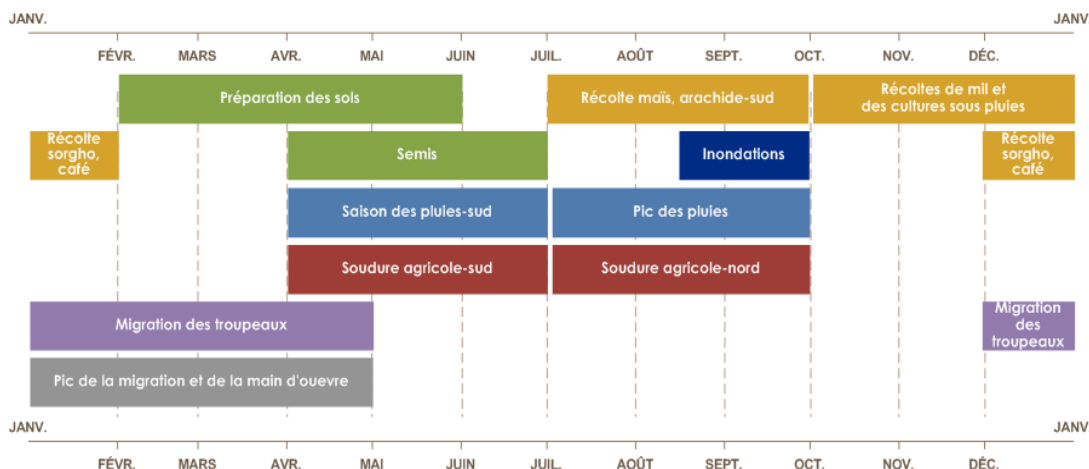 JANV.
JANV
FÉVR.
MARS
AVR.
MAI
JUIN
JUIL.
AOÛT
SEPT.
OCT.
NOV.
DÉC.
Préparation des sols
Récolte maïs, arachide-sud
Récoltes de mil et
des cultures sous pluies
Récolte
sorgho,
café
Semis
Inondations
Récolte
sorgho,
café
Saison des pluies-sud
Pic des pluies
Soudure agricole-sud
Soudure agricole-nord
Migration des troupeaux
Migration
des
troupeaux
Pic de la migration et de la main d'ouevre
JANV.
JANV
FÉVR.
MARS
AVR.
MAI
JUIN
JUIL.
AOÛT
SEPT.
OCT.
NOV.
DÉC.